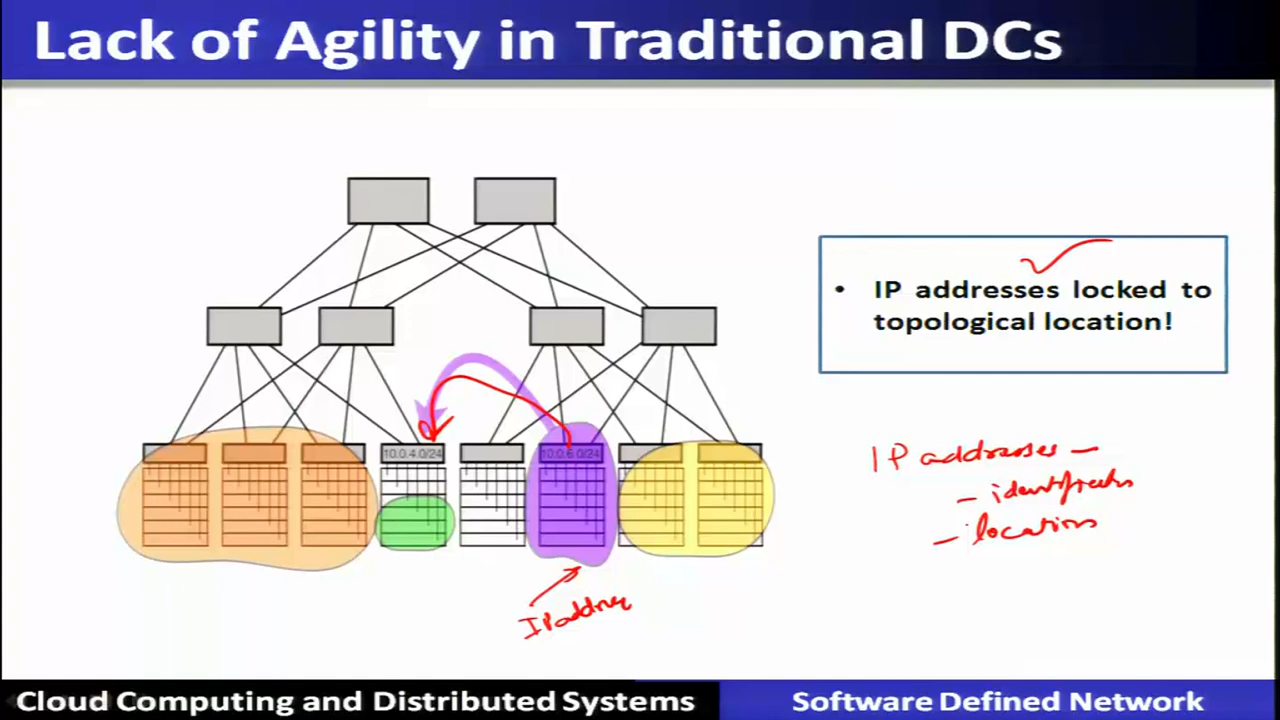 Lack of Agility in Traditional DCs
• IP addresses locked to
topological location!
10.0.4.0/24
10.0.6.0/24
IP addresses –
– identifiers
– locations
IP addres
Cloud Computing and Distributed Systems
Software Defined Network